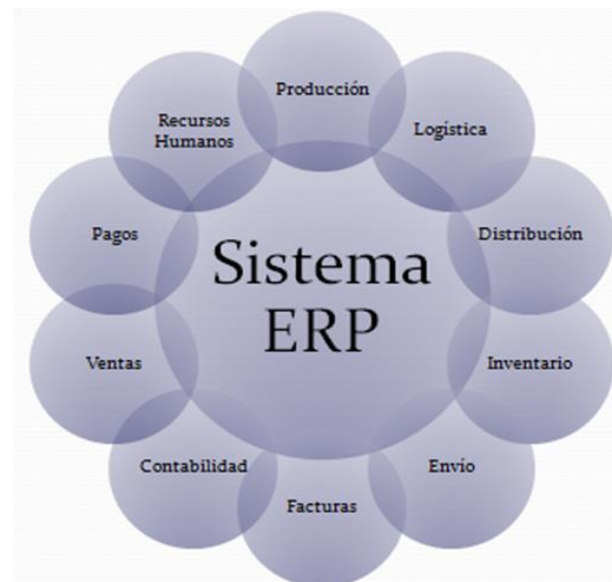 Producción
Logística
Distribución
Inventario
Envío
Facturas
Contabilidad
Ventas
Pagos
Recursos
Humanos
Sistema
ERP